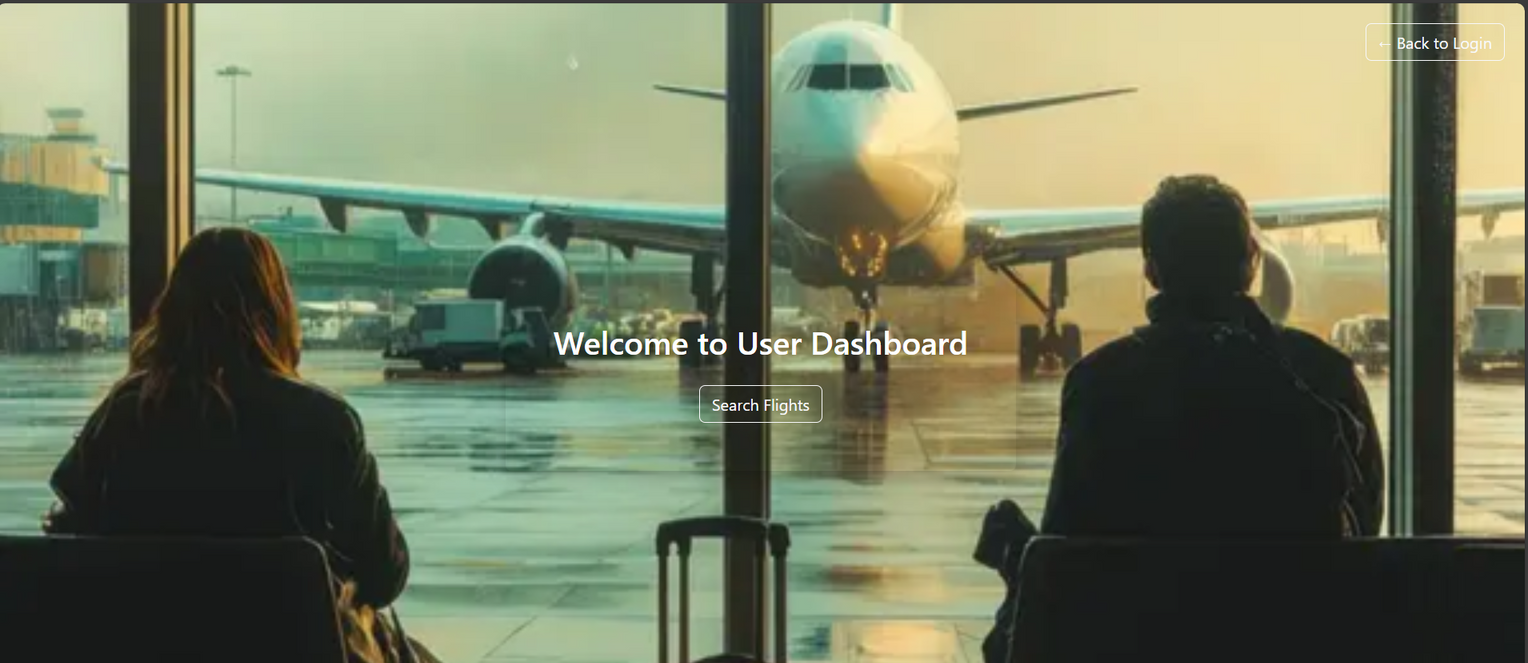 ← Back to Login
Welcome to User Dashboard
Search Flights